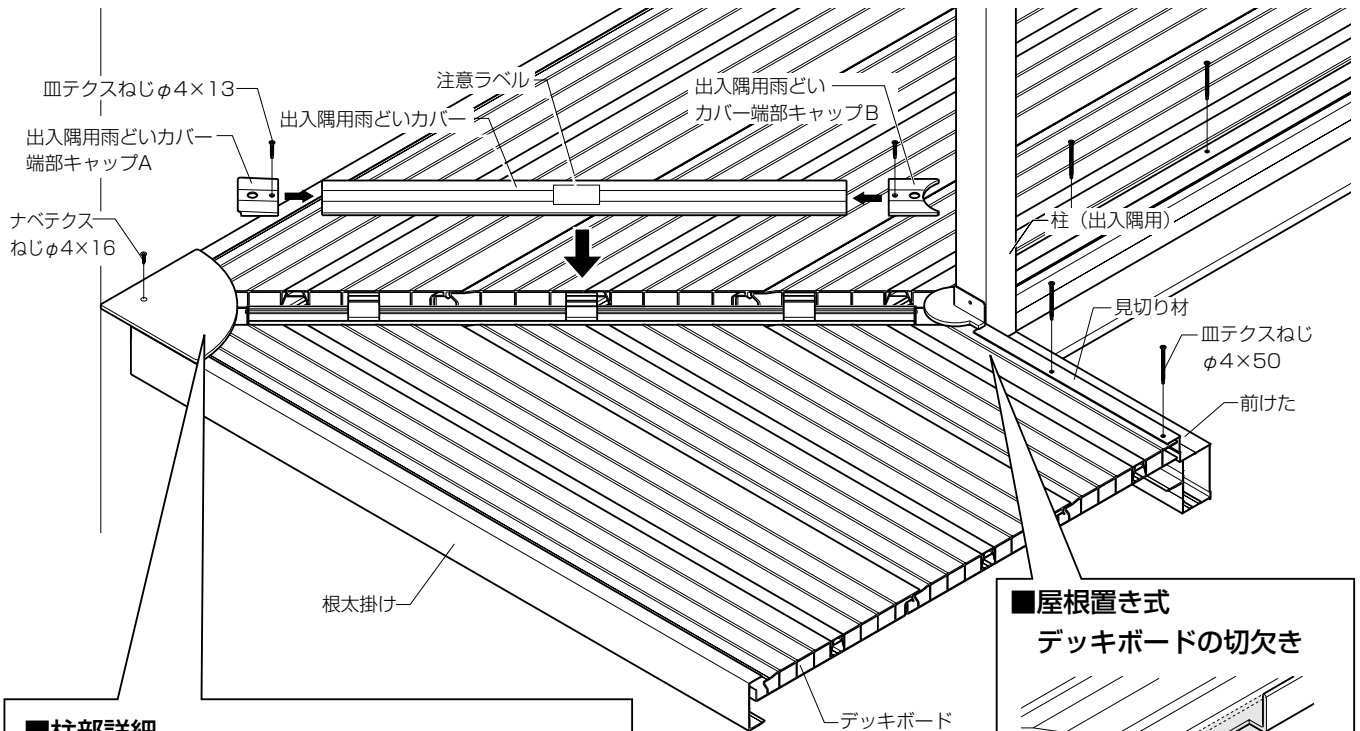 皿テクスねじφ4×13
注意ラベル
出入隅用雨どいカバー
出入隅用雨どい
カバー端部キャップB
出入隅用雨どいカバー
端部キャップA
ナベテクス
ねじφ4×16
柱（出入隅用）
見切り材
皿テクスねじ
φ4×50
前けた
根太掛け
デッキボード
■屋根置き式
デッキボードの切欠き
■柱部詳細